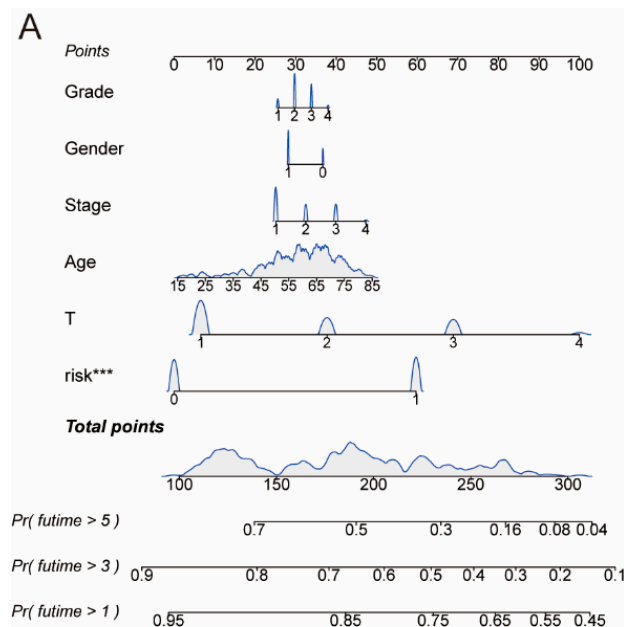 A
Points
0 10 20 30 40 50 60 70 80 90 100
Grade
1 2 3 4
Gender
1 0
Stage
1 2 3 4
Age
15 25 35 45 55 65 75 85
T
1 2 3 4
risk***
0 1
Total points
100 150 200 250 300
Pr( futime > 5 )
0.7 0.5 0.3 0.16 0.08 0.04
Pr( futime > 3 )
0.9 0.8 0.7 0.6 0.5 0.4 0.3 0.2 0.1
Pr( futime > 1 )
0.95 0.85 0.75 0.65 0.55 0.45